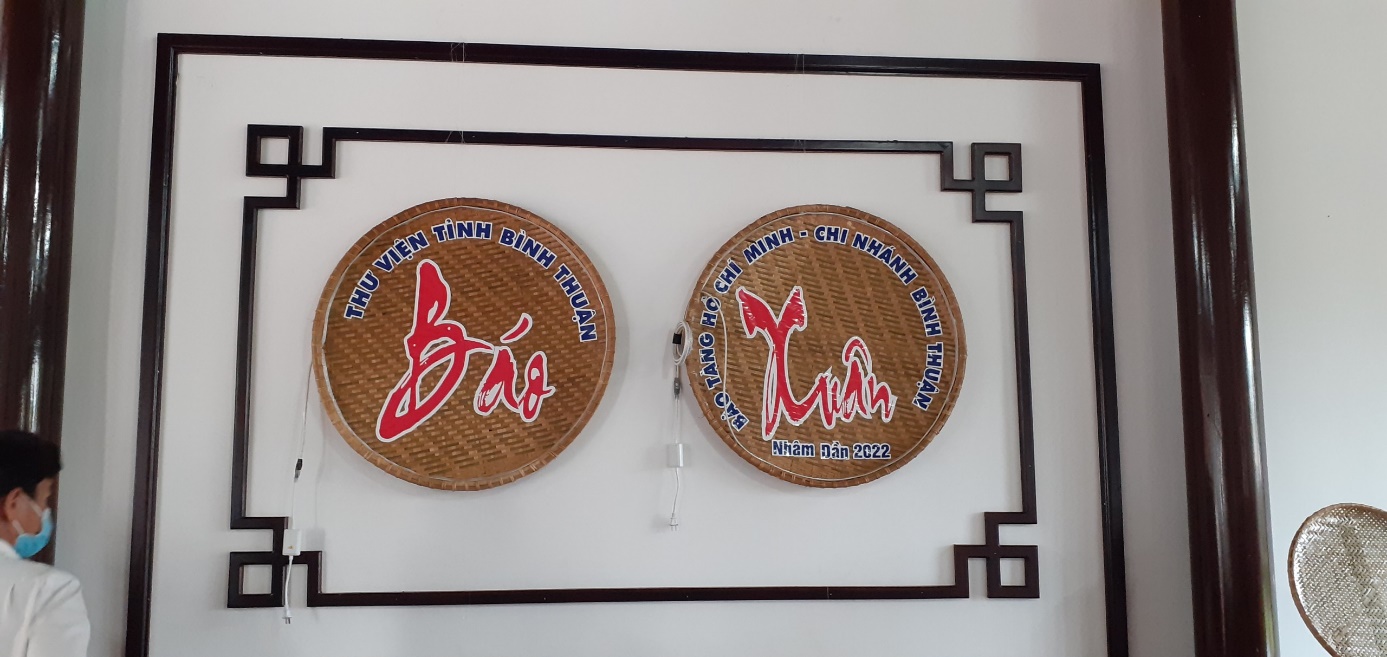 THƯ VIỆN TỈNH BÌNH THUẬN
Báo
BẢO TÀNG HỒ CHÍ MINH - CHI NHÁNH BÌNH THUẬN
Xuân
Nhâm Dần 2022